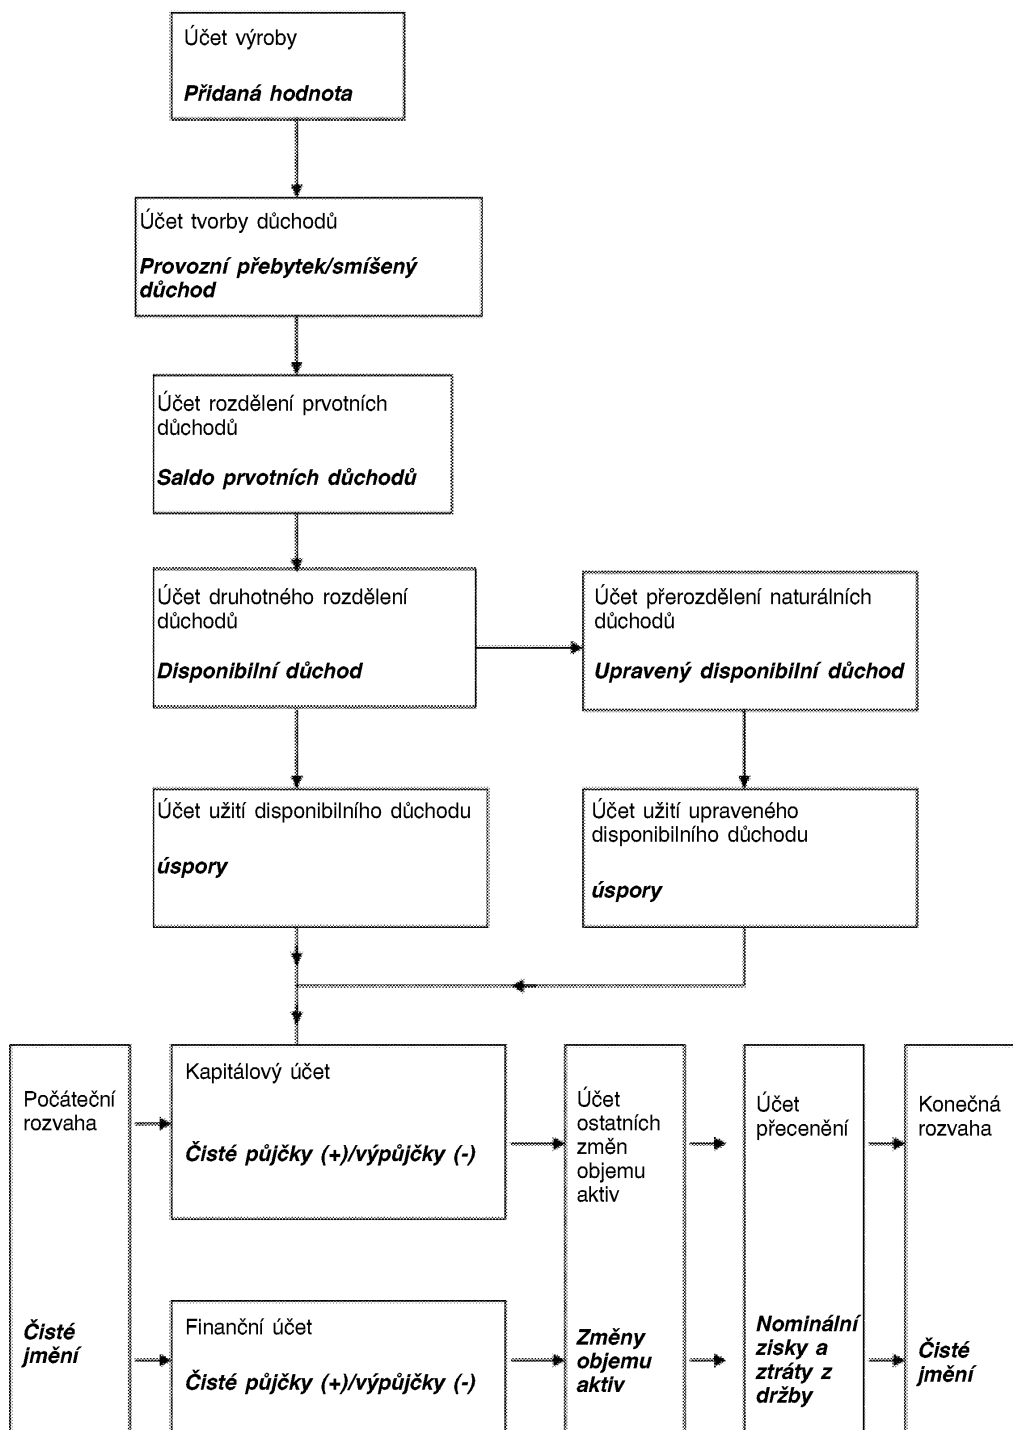 Účet výroby
Přidaná hodnota
Účet tvorby důchodů
Provozní přebytek/smíšený
důchod
Účet rozdělení prvotních
důchodů
Saldo prvotních důchodů
Účet druhotného rozdělení
důchodů
Disponibilní důchod
Účet přerozdělení naturálních
důchodů
Upravený disponibilní důchod
Účet užití disponibilního důchodu
úspory
Účet užití upraveného
disponibilního důchodu
úspory
Počáteční
rozvaha
Čisté
jmění
Kapitálový účet
Čisté půjčky (+)/výpůjčky (-)
Finanční účet
Čisté půjčky (+)/výpůjčky (-)
Účet
ostatních
změn
objemu
aktiv
Změny
objemu
aktiv
Účet
přecenění
Nominální
zisky a
ztráty z
držby
Konečná
rozvaha
Čisté
jmění